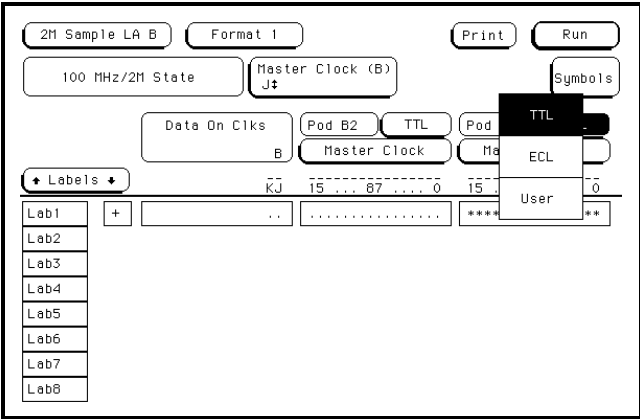 2M Sample LA B Format 1 Print Run
100 MHz/2M State Master Clock (B) Symbols
J↕
TTL
Data On Clks Pod B2 TTL Pod
B Master Clock Ma ECL
↑ Labels ↓
KJ 15 ... 87 .... 0 15 . 0
User
Lab1 + .. ................ **** **
Lab2
Lab3
Lab4
Lab5
Lab6
Lab7
Lab8